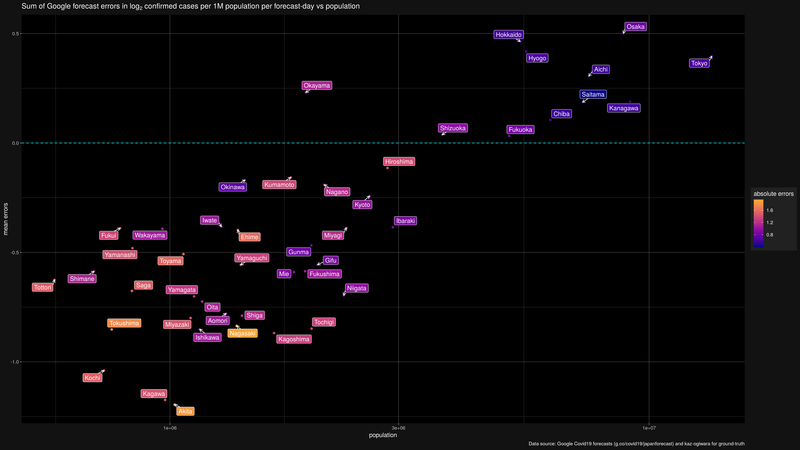 Sum of Google forecast errors in log2 confirmed cases per 1M population per forecast-day vs population
Osaka
0.5
Hokkaido
Hyogo
Tokyo
Aichi
Okayama
Saitama
Kanagawa
Chiba
Shizuoka
Fukuoka
0.0
Hiroshima
Kumamoto
Okinawa
Nagano
absolute errors
Kyoto
1.6
mean errors
1.2
Iwate
Ibaraki
0.8
Fukui
Wakayama
Ehime
Miyagi
-0.5
Yamanashi
Gunma
Toyama
Yamaguchi
Gifu
Shimane
Mie
Fukushima
Tottori
Saga
Yamagata
Niigata
Oita
Shiga
Tokushima
Miyazaki
Aomori
Tochigi
Nagasaki
Ishikawa
Kagoshima
-1.0
Kochi
Kagawa
Akita
1e+06
3e+06
1e+07
population
Data source: Google Covid19 forecasts (g.co/covid19/japanforecast) and kaz-ogiwara for ground-truth